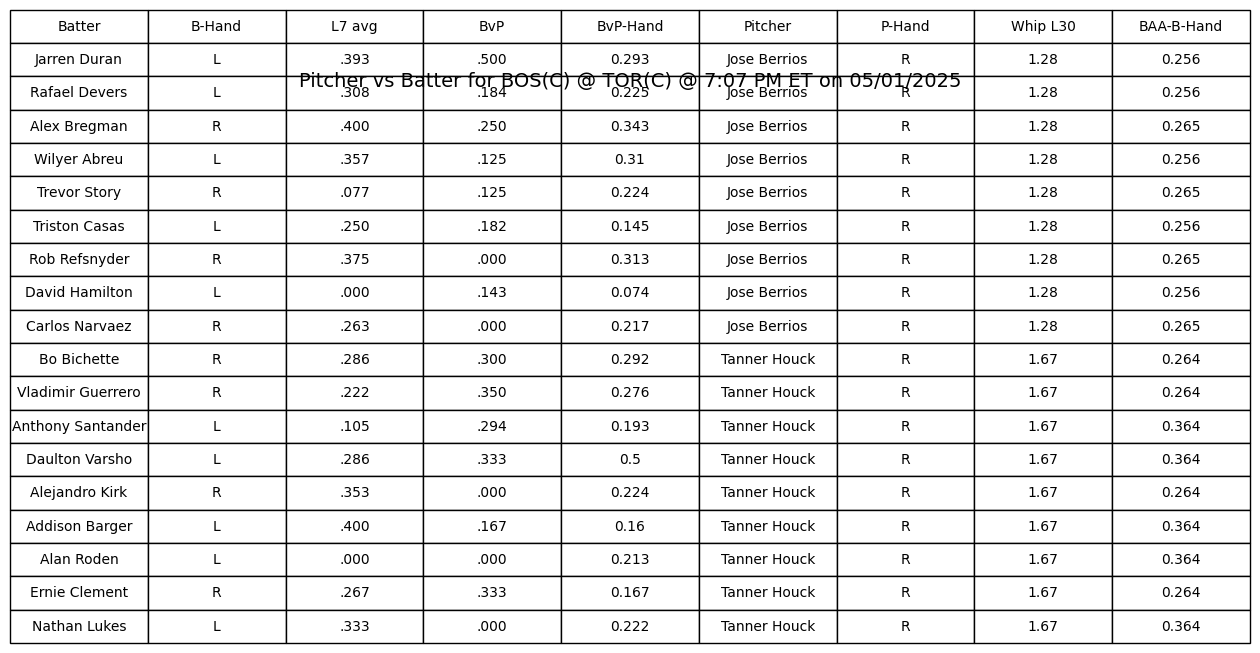 Batter B-Hand L7 avg BvP BvP-Hand Pitcher P-Hand Whip L30 BAA-B-Hand
Jarren Duran L .393 .500 0.293 Jose Berrios R 1.28 0.256
Pitcher vs Batter for BOS(C) @ TOR(C) @ 7:07 PM ET on 05/01/2025
Rafael Devers L .308 .184 0.225 Jose Berrios R 1.28 0.256
Alex Bregman R .400 .250 0.343 Jose Berrios R 1.28 0.265
Wilyer Abreu L .357 .125 0.31 Jose Berrios R 1.28 0.256
Trevor Story R .077 .125 0.224 Jose Berrios R 1.28 0.265
Triston Casas L .250 .182 0.145 Jose Berrios R 1.28 0.256
Rob Refsnyder R .375 .000 0.313 Jose Berrios R 1.28 0.265
David Hamilton L .000 .143 0.074 Jose Berrios R 1.28 0.256
Carlos Narvaez R .263 .000 0.217 Jose Berrios R 1.28 0.265
Bo Bichette R .286 .300 0.292 Tanner Houck R 1.67 0.264
Vladimir Guerrero R .222 .350 0.276 Tanner Houck R 1.67 0.264
Anthony Santander L .105 .294 0.193 Tanner Houck R 1.67 0.364
Daulton Varsho L .286 .333 0.5 Tanner Houck R 1.67 0.364
Alejandro Kirk R .353 .000 0.224 Tanner Houck R 1.67 0.264
Addison Barger L .400 .167 0.16 Tanner Houck R 1.67 0.364
Alan Roden L .000 .000 0.213 Tanner Houck R 1.67 0.364
Ernie Clement R .267 .333 0.167 Tanner Houck R 1.67 0.264
Nathan Lukes L .333 .000 0.222 Tanner Houck R 1.67 0.364